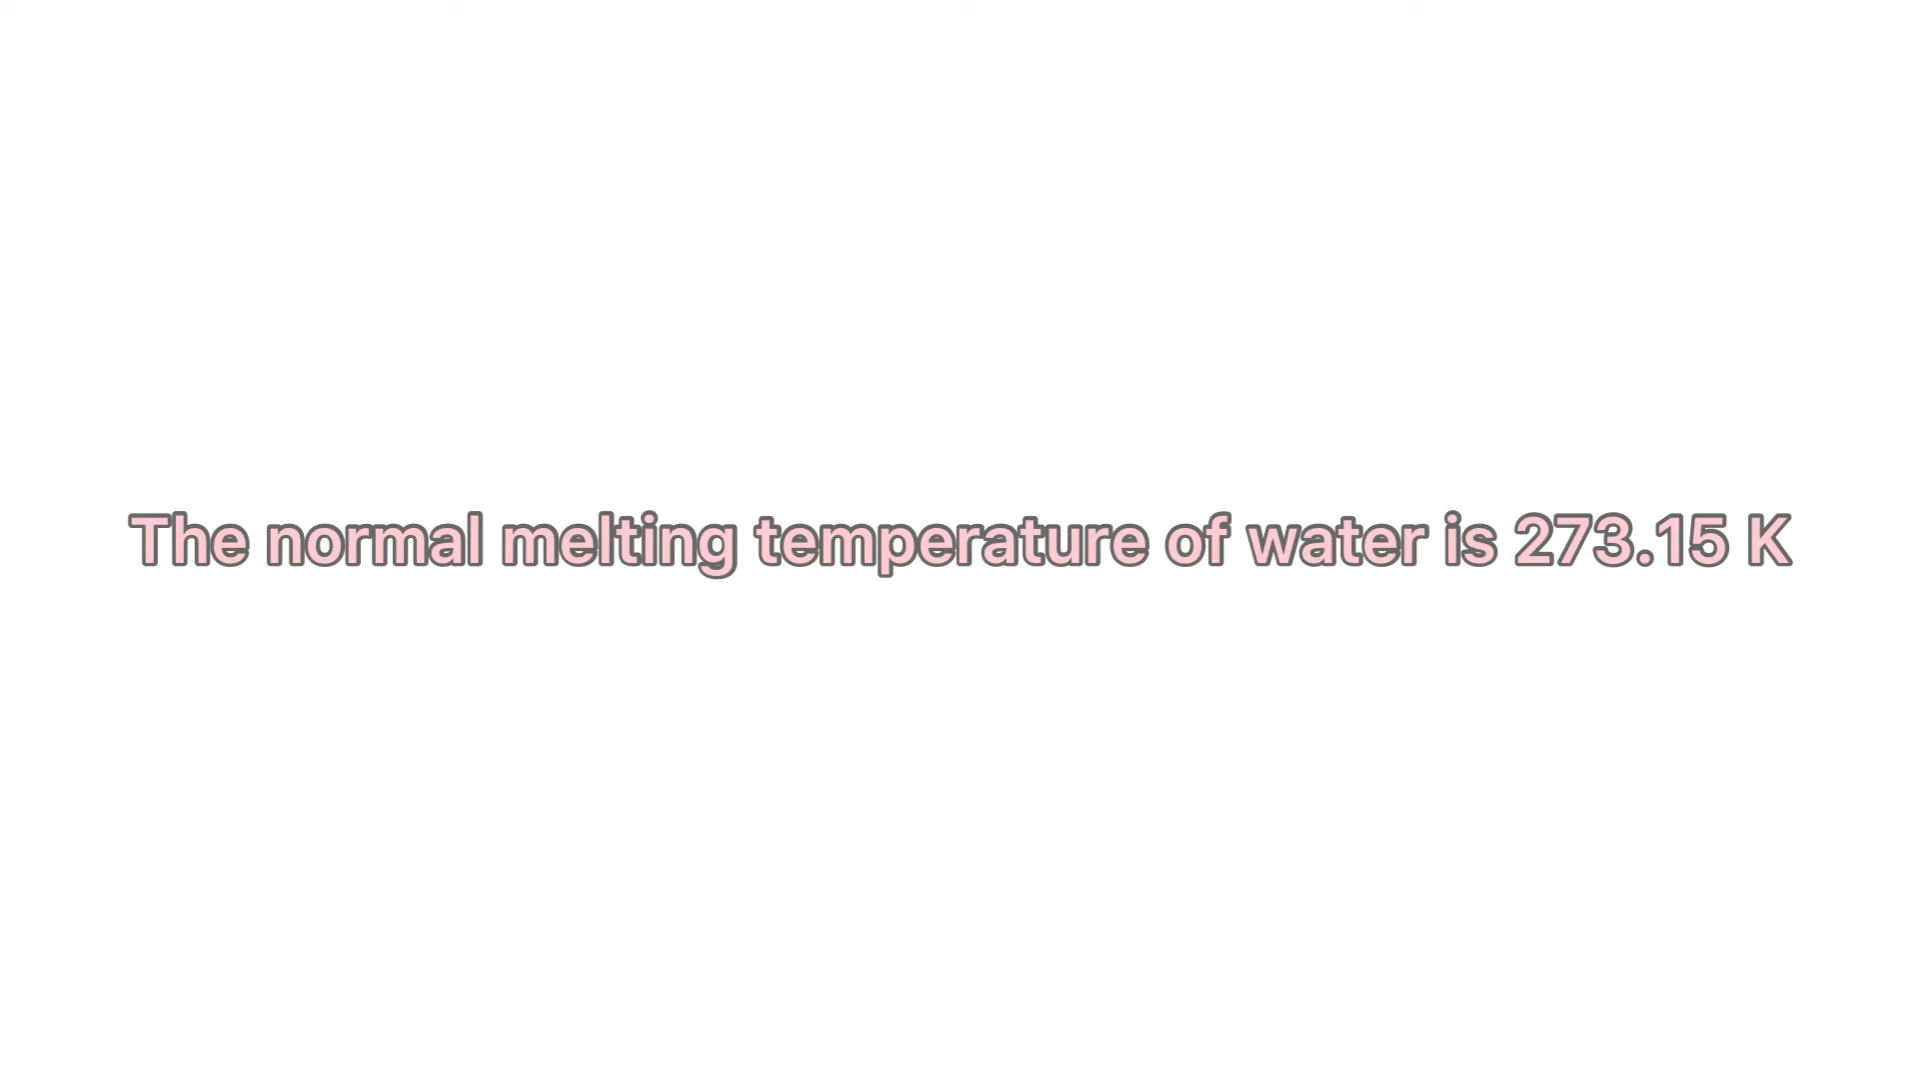 The normal melting temperature of water is 273.15 K